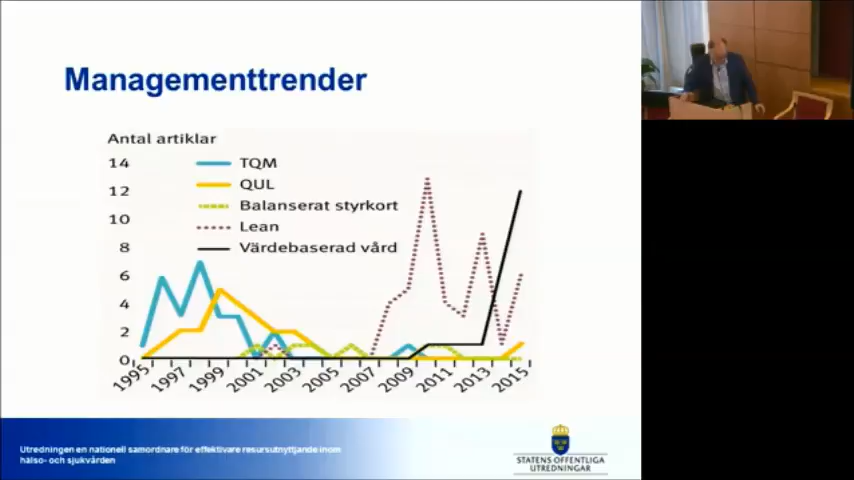 Managementtrender
Antal artiklar
14
12
10
8
6
4
2
0
TQM
QUL
Balanserat styrkort
Lean
Värdebaserad vård
1995
1997
1999
2001
2003
2005
2007
2009
2011
2013
2015
Utredningen en nationell samordnare för effektivare resursutnyttjande inom
hälso- och sjukvården
STATENS OFFENTLIGA
UTREDNINGAR